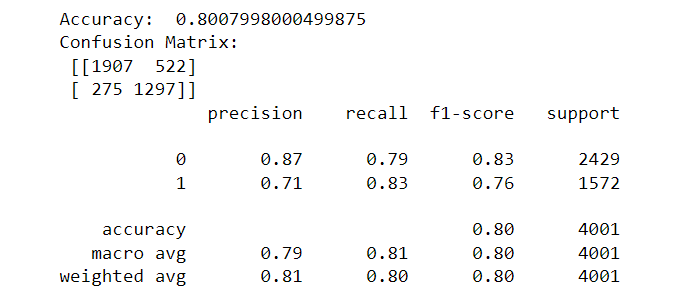 Accuracy:  0.8007998000499875
Confusion Matrix:
 [[1907  522]
 [ 275 1297]]
              precision    recall  f1-score   support

           0       0.87      0.79      0.83      2429
           1       0.71      0.83      0.76      1572

    accuracy                           0.80      4001
   macro avg       0.79      0.81      0.80      4001
weighted avg       0.81      0.80      0.80      4001